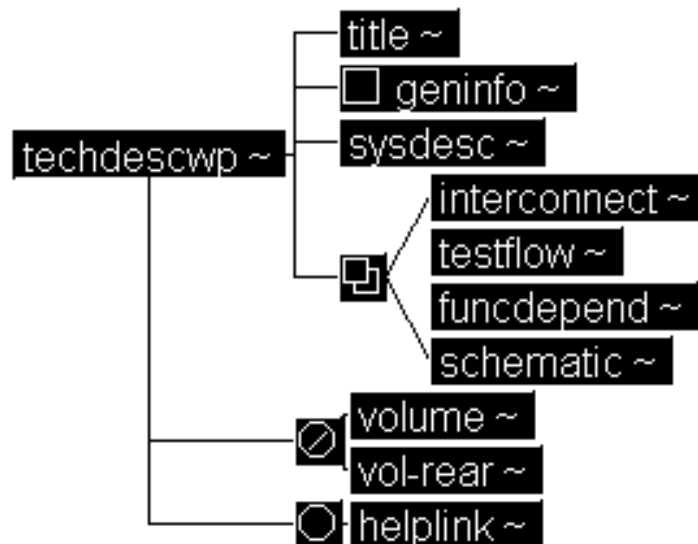 title ~
geninfo ~
sysdesc ~
techdescwp ~
interconnect ~
testflow ~
funcdepend ~
schematic ~
volume ~
vol-rear ~
helplink ~